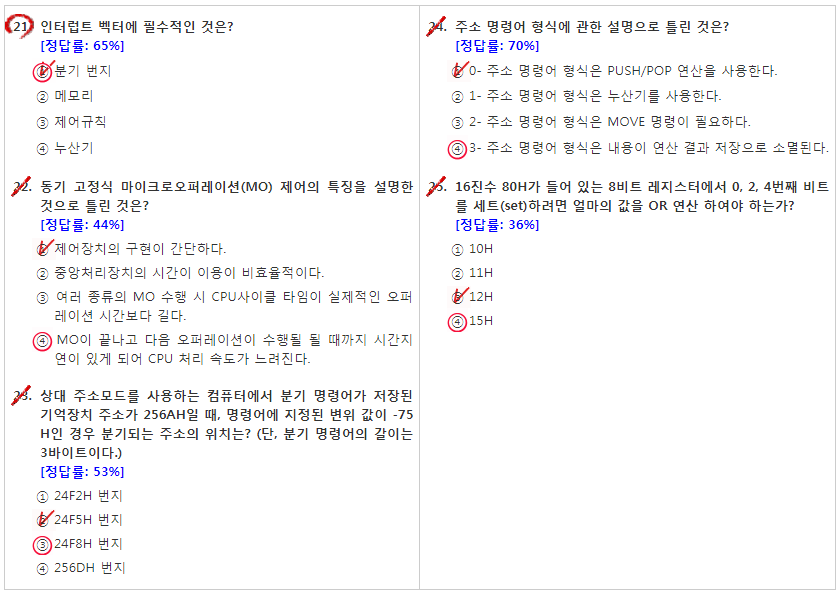 21. 인터럽트 벡터에 필수적인 것은?
[정답률: 65%]
① 분기 번지
② 메모리
③ 제어규칙
④ 누산기
22. 동기 고정식 마이크로오퍼레이션(MO) 제어의 특징을 설명한
것으로 틀린 것은?
[정답률: 44%]
① 제어장치의 구현이 간단하다.
② 중앙처리장치의 시간이 이용이 비효율적이다.
③ 여러 종류의 MO 수행 시 CPU사이클 타임이 실제적인 오퍼
레이션 시간보다 길다.
④ MO이 끝나고 다음 오퍼레이션이 수행될 될 때까지 시간지
연이 있게 되어 CPU 처리 속도가 느려진다.
23. 상대 주소모드를 사용하는 컴퓨터에서 분기 명령어가 저장된
기억장치 주소가 256AH일 때, 명령어에 지정된 변위 값이 -75
H인 경우 분기되는 주소의 위치는? (단, 분기 명령어의 길이는
3바이트이다.)
[정답률: 53%]
① 24F2H 번지
② 24F5H 번지
③ 24F8H 번지
④ 256DH 번지
24. 주소 명령어 형식에 관한 설명으로 틀린 것은?
[정답률: 70%]
① 0- 주소 명령어 형식은 PUSH/POP 연산을 사용한다.
② 1- 주소 명령어 형식은 누산기를 사용한다.
③ 2- 주소 명령어 형식은 MOVE 명령이 필요하다.
④ 3- 주소 명령어 형식은 내용이 연산 결과 저장으로 소멸된다.
25. 16진수 80H가 들어 있는 8비트 레지스터에서 0, 2, 4번째 비트
를 세트(set)하려면 얼마의 값을 OR 연산 하여야 하는가?
[정답률: 36%]
① 10H
② 11H
③ 12H
④ 15H